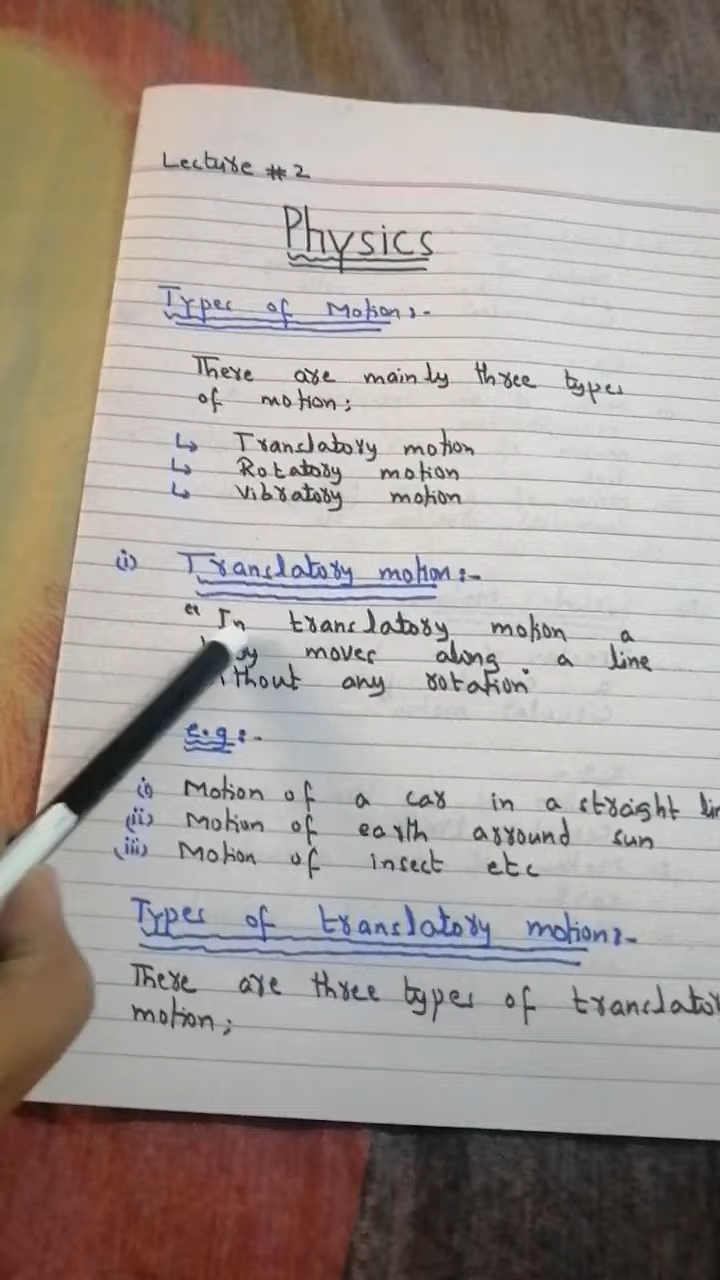 Lecture # 2
Physics
Types of Motion:-
There are mainly three types
of motion;
↳ Translatory motion
↳ Rotatory motion
↳ Vibratory motion
(i) Translatory motion:-
" In translatory motion a
moves along a line
without any rotation"
e.g:-
(i) Motion of a car in a straight
(ii) Motion of earth arround sun
(iii) Motion of insect etc
Types of translatory motion:-
There are three types of translato
motion;